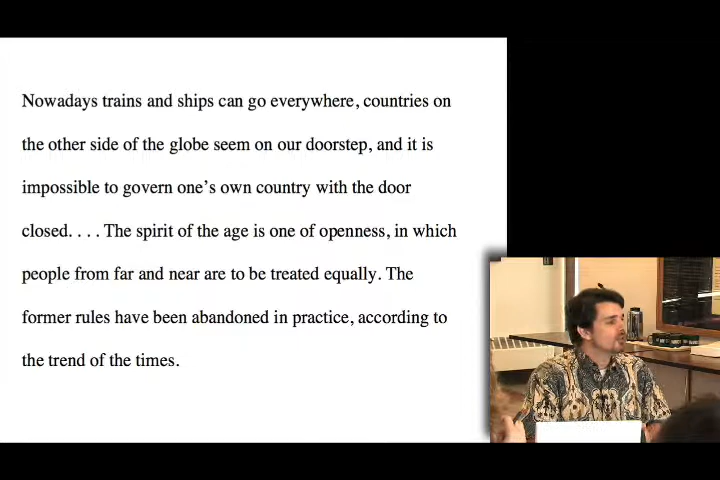 Nowadays trains and ships can go everywhere, countries on
the other side of the globe seem on our doorstep, and it is
impossible to govern one’s own country with the door
closed. . . . The spirit of the age is one of openness, in which
people from far and near are to be treated equally. The
former rules have been abandoned in practice, according to
the trend of the times.